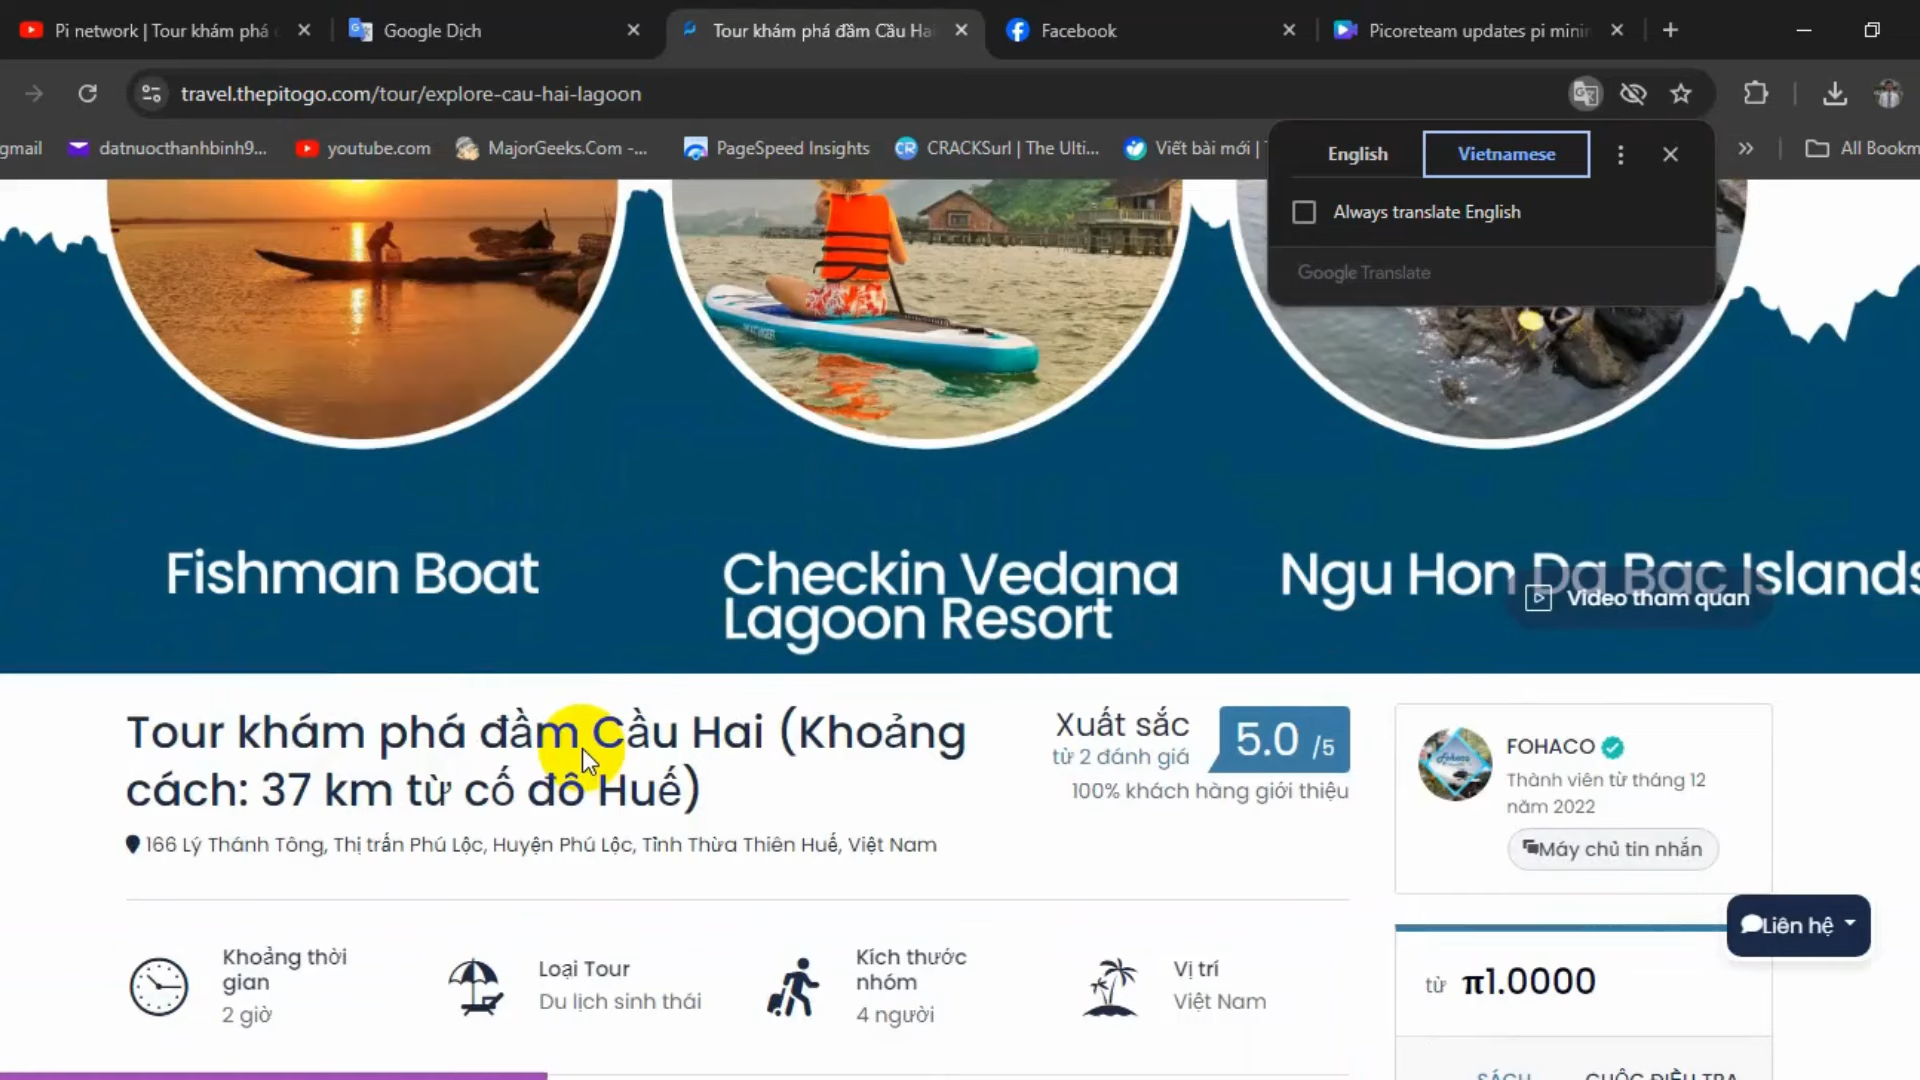 Pi network | Tour khám phá
Google Dịch
Tour khám phá đầm Cầu Hai
Facebook
Picoreteam updates pi minin
travel.thepitogo.com/tour/explore-cau-hai-lagoon
gmail
datnuocthanhbinh9...
youtube.com
MajorGeeks.Com -...
PageSpeed Insights
CR
CRACKSurl | The Ulti...
Viết bài mới |
»
All Bookm
English
Vietnamese
Always translate English
Google Translate
Fishman Boat
Checkin Vedana
Lagoon Resort
Ngu Hon Da Bac Islands
Video tham quan
Tour khám phá đầm Cầu Hai (Khoảng
cách: 37 km từ cố đô Huế)
166 Lý Thánh Tông, Thị trấn Phú Lộc, Huyện Phú Lộc, Tỉnh Thừa Thiên Huế, Việt Nam
Xuất sắc
từ 2 đánh giá
5.0 /5
100% khách hàng giới thiệu
FOHACO
Thành viên từ tháng 12
năm 2022
Máy chủ tin nhắn
Liên hệ
Khoảng thời
gian
2 giờ
Loại Tour
Du lịch sinh thái
Kích thước
nhóm
4 người
Vị trí
Việt Nam
từ π1.0000
SÁCH
CUỘC ĐIỀU TRA